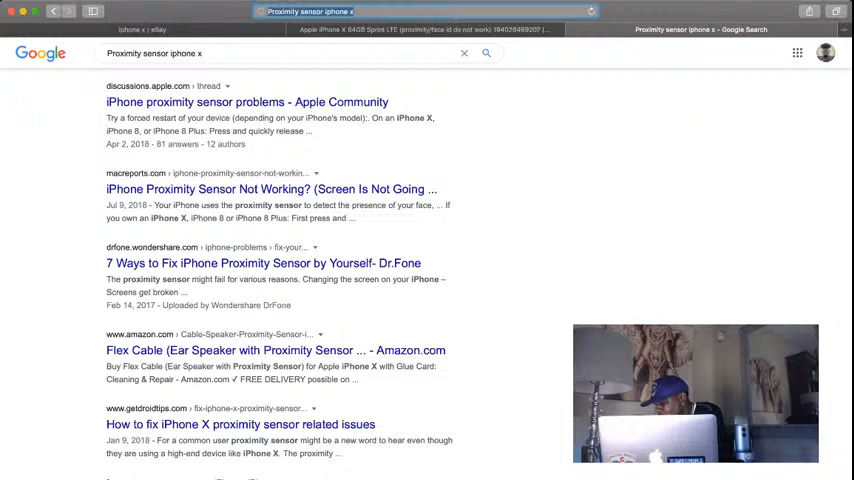 Proximity sensor iphone x
iphone x | eBay
Apple iPhone X 64GB Sprint LTE (proximity/face id do not work) 194026469207 |...
Proximity sensor iphone x - Google Search
Google
Proximity sensor iphone x
discussions.apple.com › thread
iPhone proximity sensor problems - Apple Community
Try a forced restart of your device (depending on your iPhone's model):. On an iPhone X,
iPhone 8, or iPhone 8 Plus: Press and quickly release ...
Apr 2, 2018 - 81 answers - 12 authors
macreports.com › iphone-proximity-sensor-not-workin...
iPhone Proximity Sensor Not Working? (Screen Is Not Going ...
Jul 9, 2018 - Your iPhone uses the proximity sensor to detect the presence of your face, ... If
you own an iPhone X, iPhone 8 or iPhone 8 Plus: First press and ...
drfone.wondershare.com › iphone-problems › fix-your...
7 Ways to Fix iPhone Proximity Sensor by Yourself- Dr.Fone
The proximity sensor might fail for various reasons. Changing the screen on your iPhone –
Screens get broken ...
Feb 14, 2017 - Uploaded by Wondershare DrFone
www.amazon.com › Cable-Speaker-Proximity-Sensor-i...
Flex Cable (Ear Speaker with Proximity Sensor ... - Amazon.com
Buy Flex Cable (Ear Speaker with Proximity Sensor) for Apple iPhone X with Glue Card:
Cleaning & Repair - Amazon.com ✓ FREE DELIVERY possible on ...
www.getdroidtips.com › fix-iphone-x-proximity-sensor...
How to fix iPhone X proximity sensor related issues
Jan 9, 2018 - For a common user proximity sensor might be a new word to hear even though
they are using a high-end device like iPhone X. The proximity ...